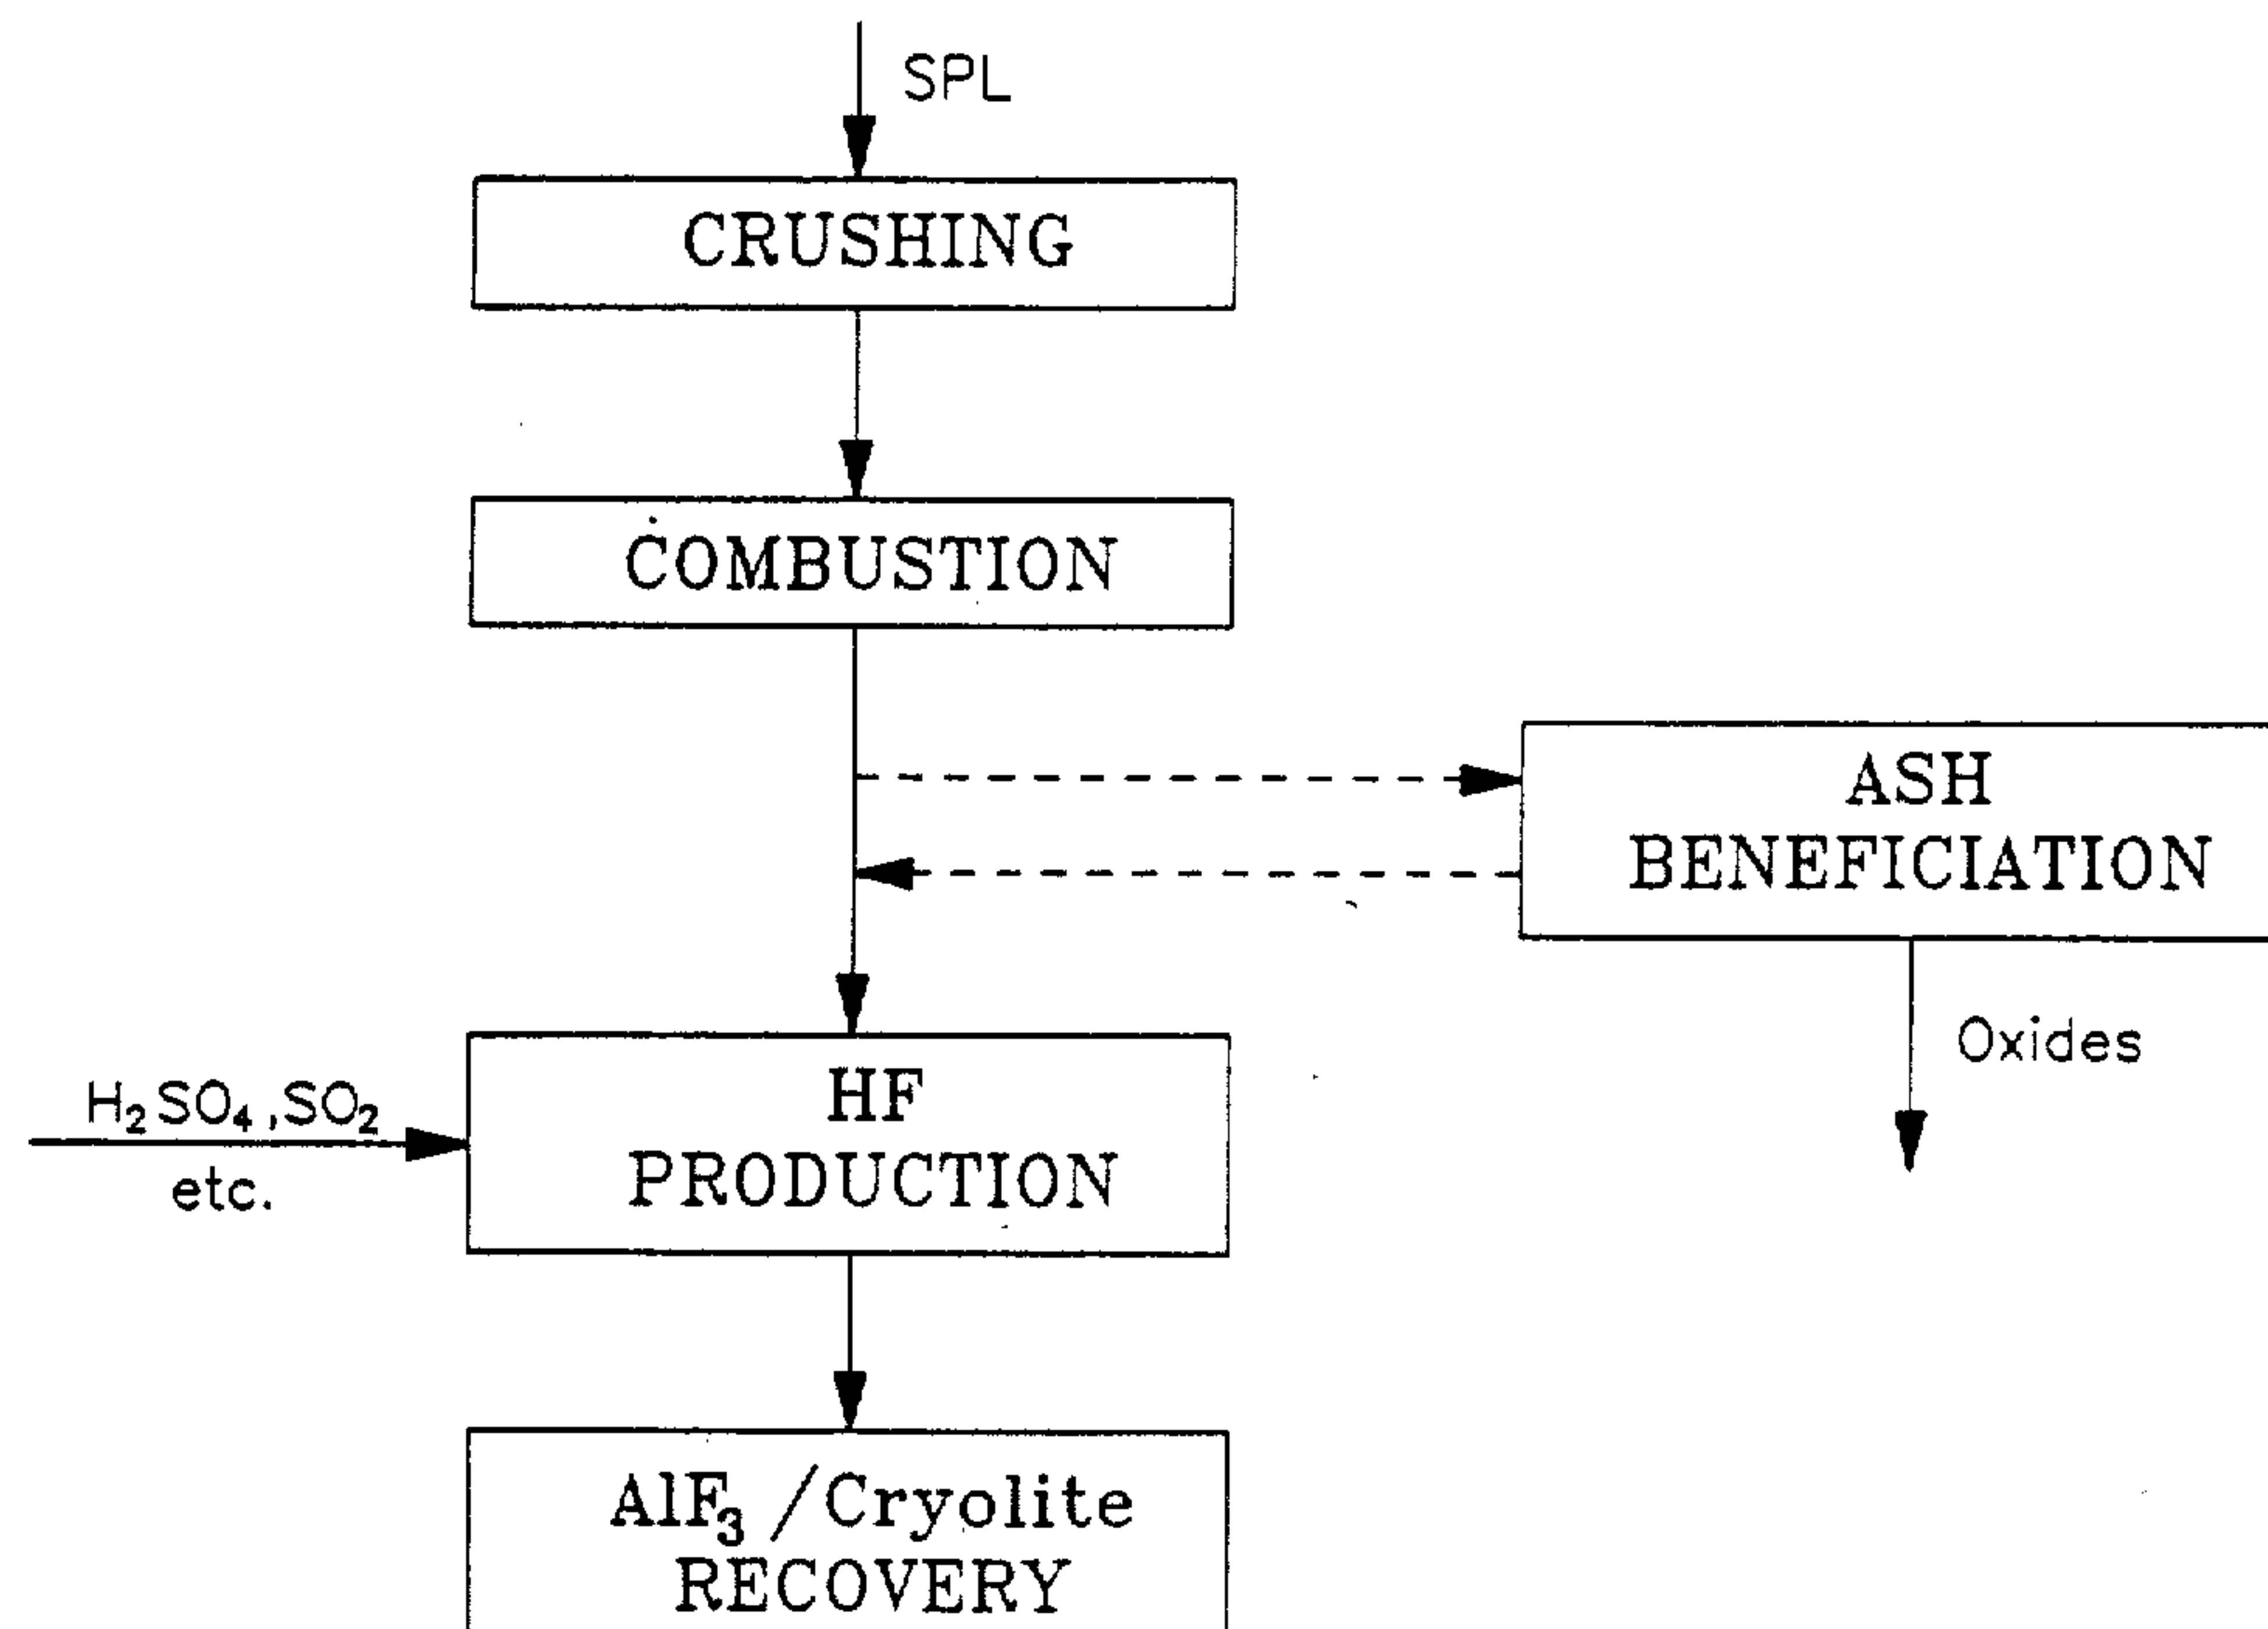 SPL
CRUSHING
COMBUSTION
ASH
BENEFICIATION
Oxides
H₂SO₄,SO₂
etc.
HF
PRODUCTION
AlF₃/Cryolite
RECOVERY